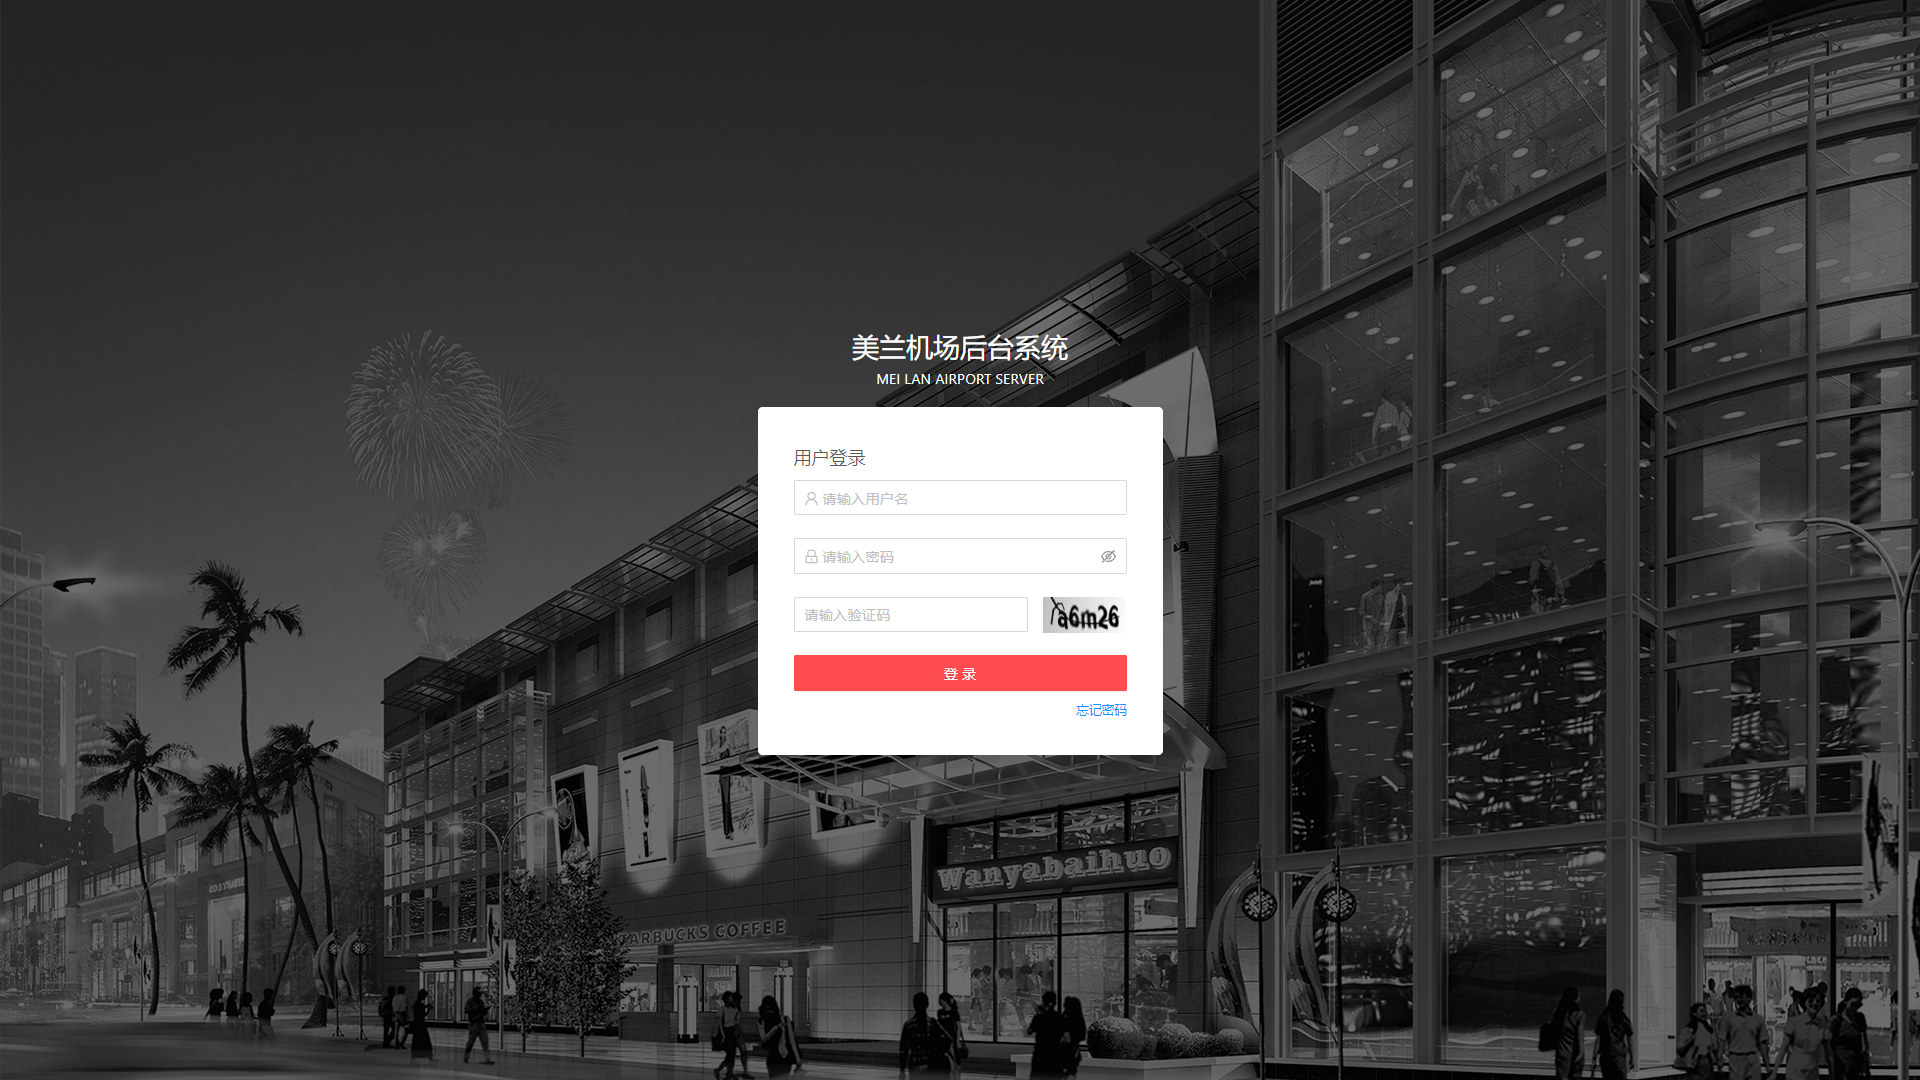 美兰机场后台系统
MEI LAN AIRPORT SERVER
用户登录
请输入用户名
请输入密码
请输入验证码
a6m26
登 录
忘记密码
Wanyabaihuo
STARBUCKS COFFEE